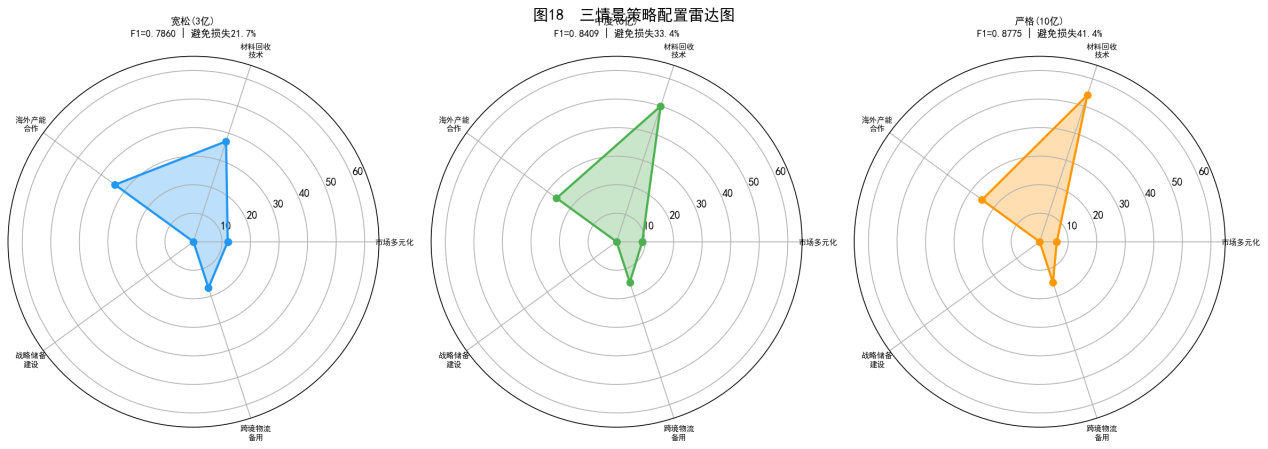 图18 三情景策略配置雷达图
宽松(3亿)
F1=0.7860 | 避免损失21.7%
材料回收
技术
海外产能
合作
市场多元化
战略储备
建设
跨境物流
备用
10
20
30
40
50
60
中度(6亿)
F1=0.8409 | 避免损失33.4%
材料回收
技术
海外产能
合作
市场多元化
战略储备
建设
跨境物流
备用
10
20
30
40
50
60
严格(10亿)
F1=0.8775 | 避免损失41.4%
材料回收
技术
海外产能
合作
市场多元化
战略储备
建设
跨境物流
备用
10
20
30
40
50
60